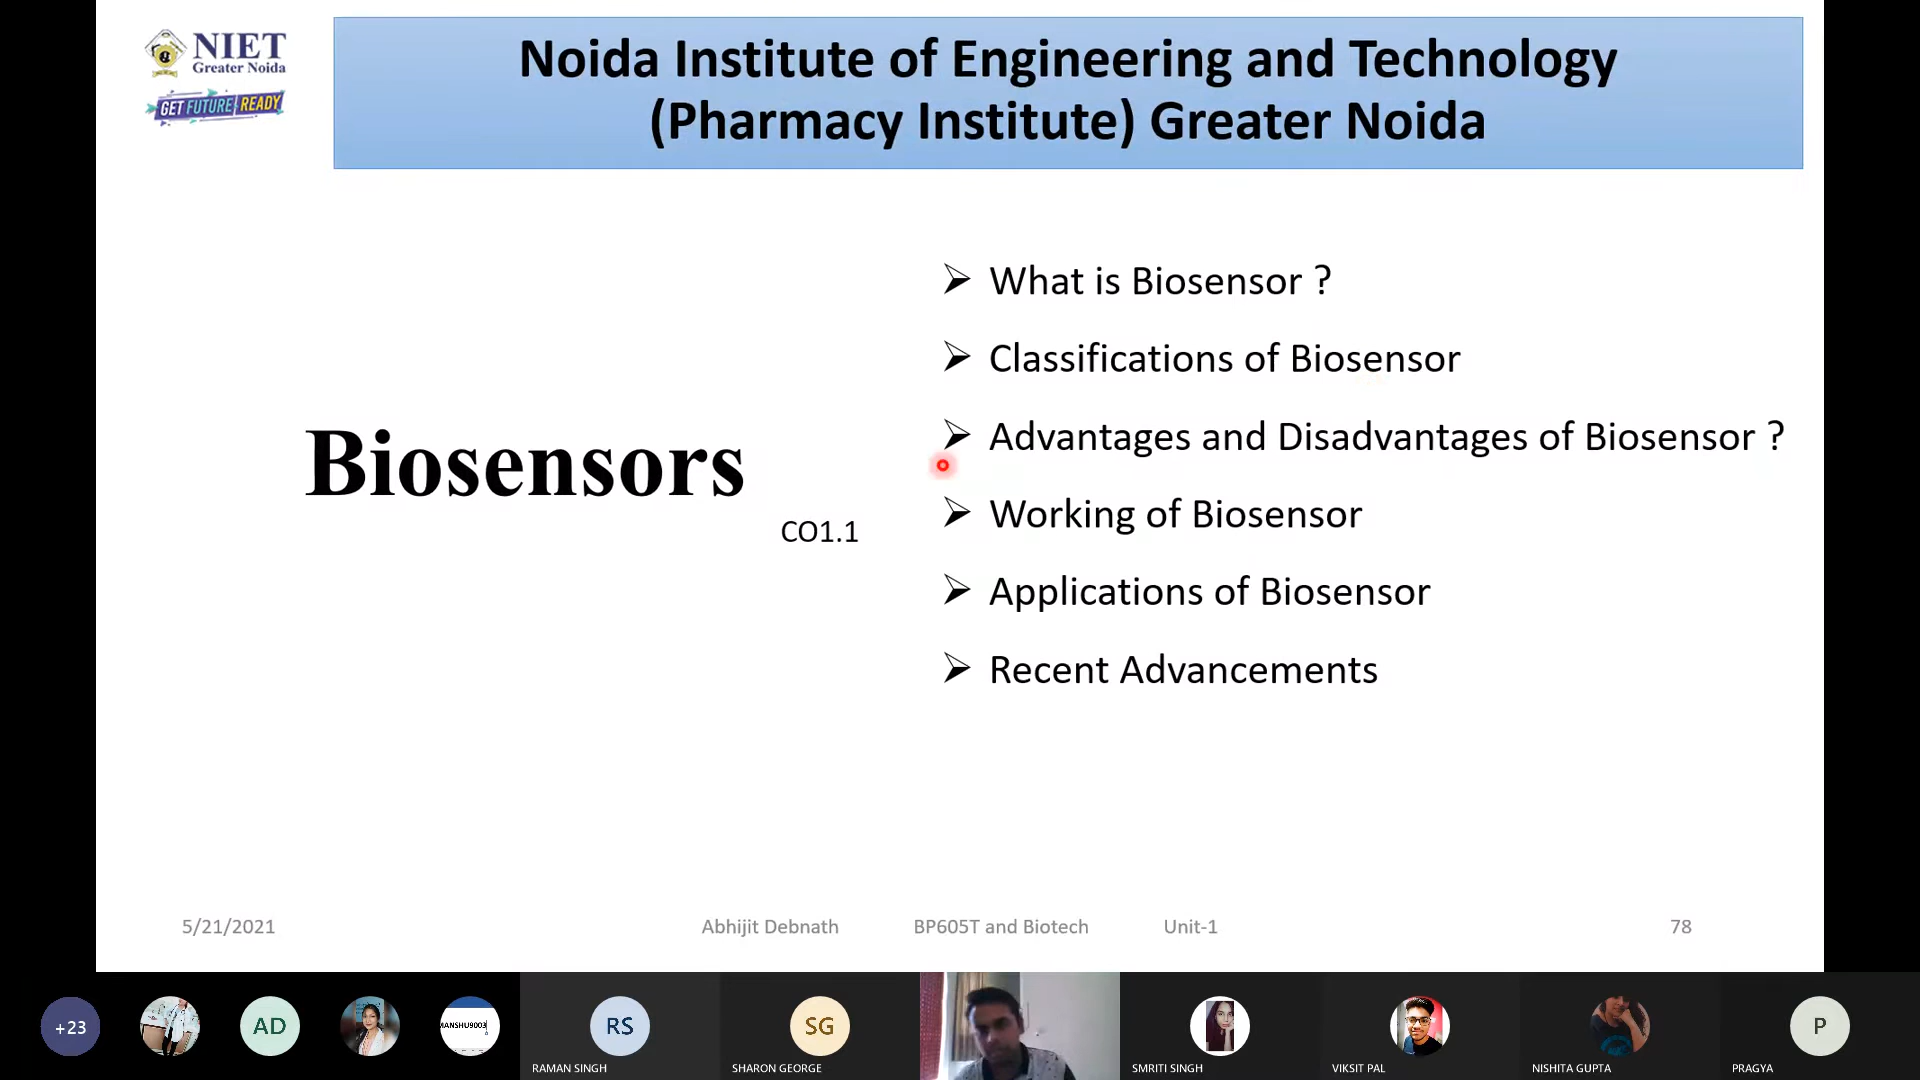 NIET
Greater Noida
GET FUTURE READY
Noida Institute of Engineering and Technology
(Pharmacy Institute) Greater Noida
Biosensors
CO1.1
What is Biosensor ?
Classifications of Biosensor
Advantages and Disadvantages of Biosensor ?
Working of Biosensor
Applications of Biosensor
Recent Advancements
5/21/2021
Abhijit Debnath
BP605T and Biotech
Unit-1
78
+23
AD
MANSHU9003
RS
SG
P
RAMAN SINGH
SHARON GEORGE
SMRITI SINGH
VIKSIT PAL
NISHITA GUPTA
PRAGYA